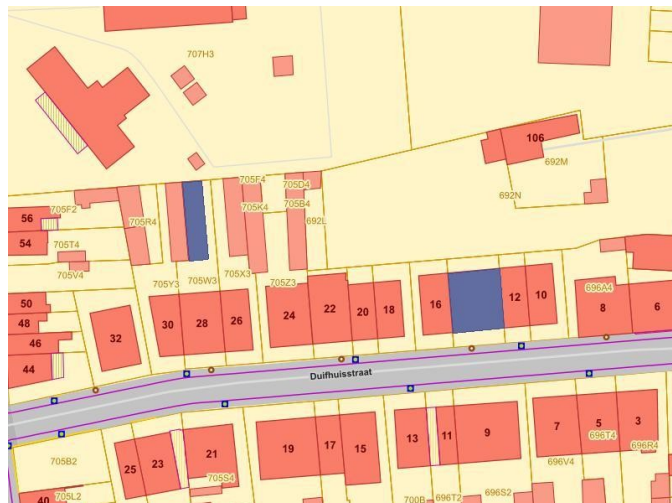 707H3
106
692M
692N
705F4
705D4
705K4
705B4
692L
705R4
705F2
56
54
705T4
705V4
705Y3
705W3
705X3
705Z3
696A4
50
48
46
44
32
30
28
26
24
22
20
18
16
12
10
8
6
Duifhuisstraat
705B2
705L2
40
25
23
21
705S4
19
17
15
13
11
9
7
5
3
696T4
696R4
696V4
696S2
696T2
700B